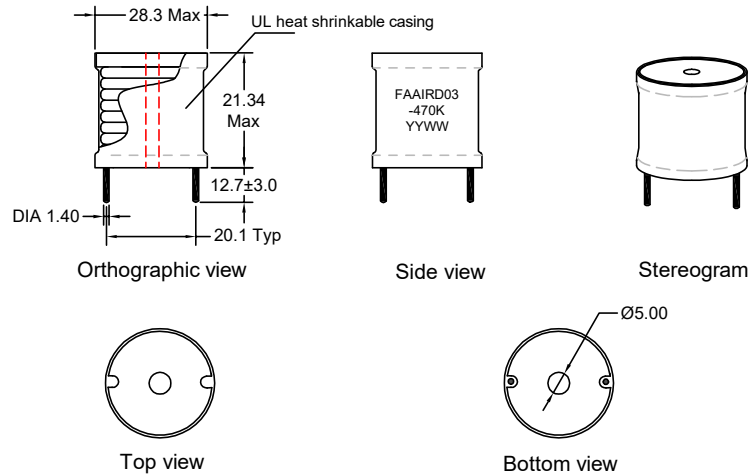 28.3 Max
UL heat shrinkable casing
21.34
Max
12.7±3.0
DIA 1.40
20.1 Typ
Orthographic view
FAAIRD03
-470K
YYWW
Side view
Stereogram
Top view
Ø5.00
Bottom view